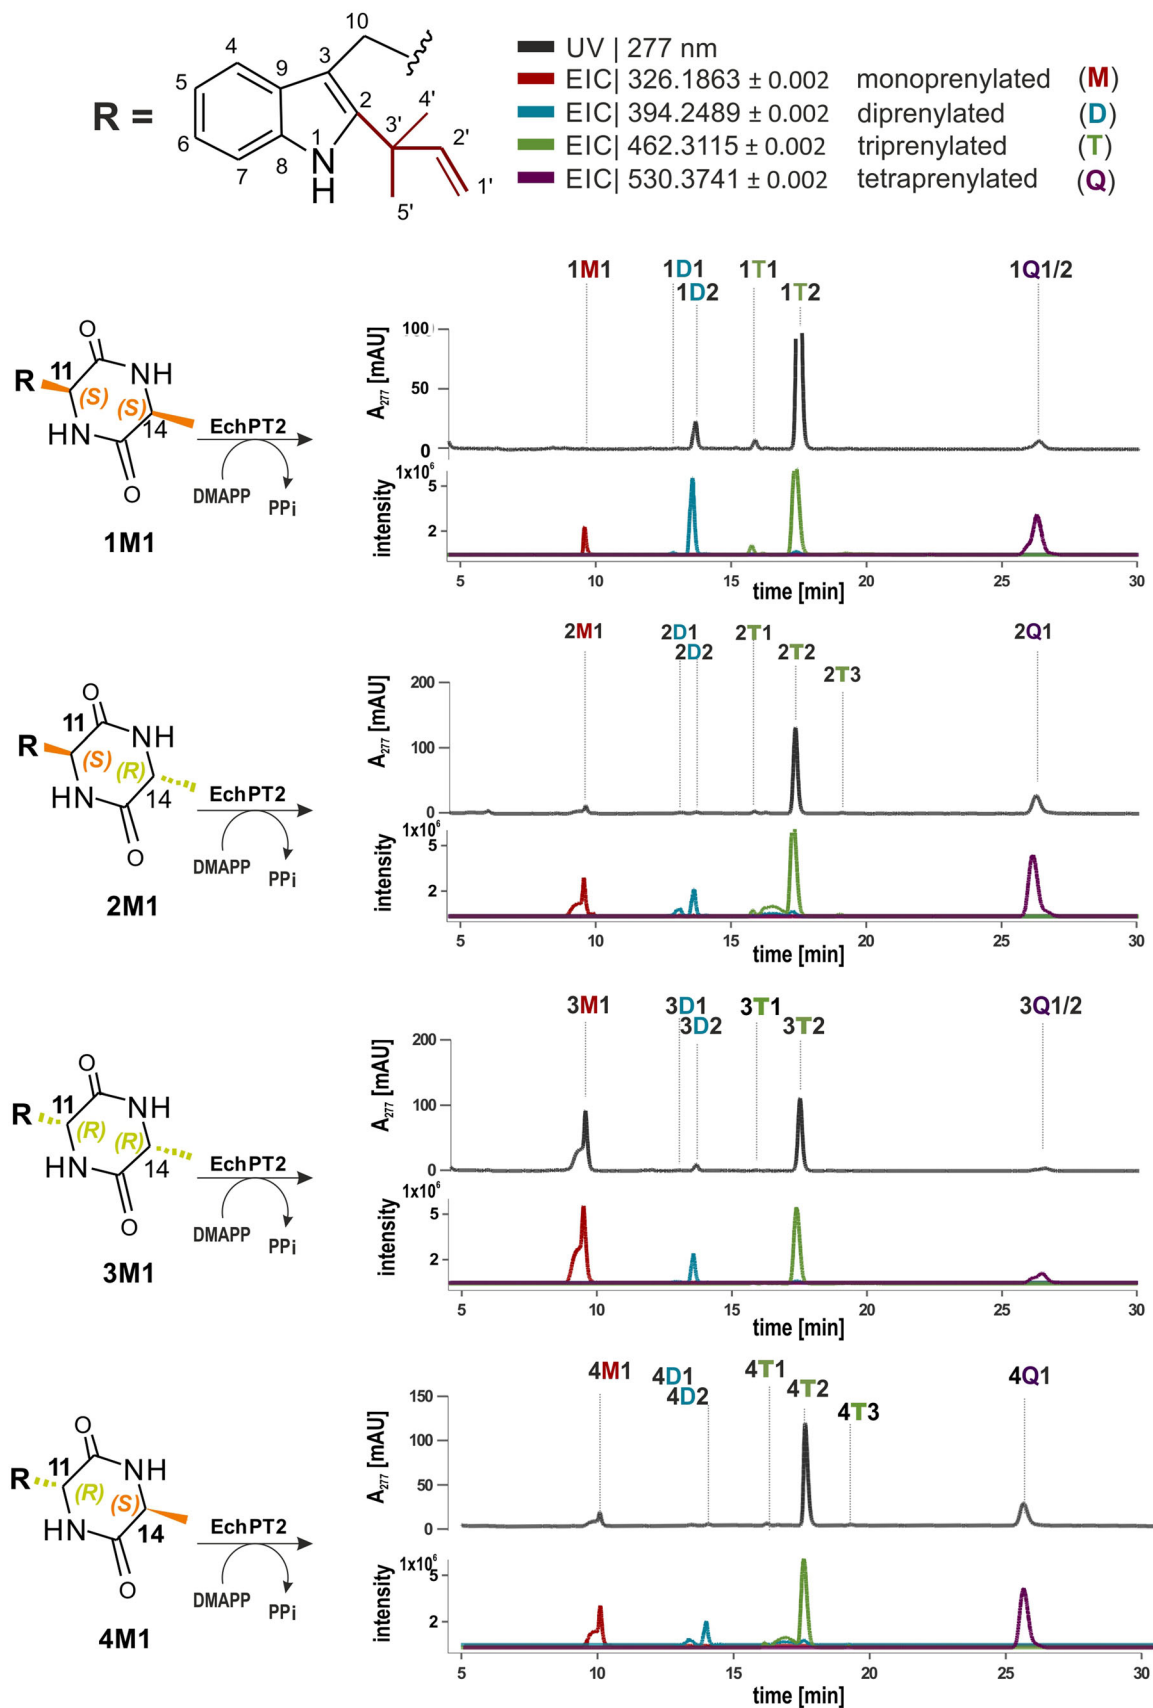 R =
10
4
3
9
5
4'
2
2'
1
3'
6
8
7
N
H
5'
1'
UV | 277 nm
EIC| 326.1863 ± 0.002 monoprenylated (M)
EIC| 394.2489 ± 0.002 diprenylated (D)
EIC| 462.3115 ± 0.002 triprenylated (T)
EIC| 530.3741 ± 0.002 tetraprenylated (Q)
O
11
R
NH
(S)
(S)
14
HN
O
EchPT2
DMAPP
PPi
1M1
1M1 1D1 1T1 1Q1/2
1D2 1T2
A277 [mAU]
100
50
0
1x10⁶
intensity
5
2
5 10 15 20 25 30
time [min]
O
11
R
NH
(S)
(R)
14
HN
O
EchPT2
DMAPP
PPi
2M1
2M1 2D1 2T1 2Q1
2D2 2T2
2T3
A277 [mAU]
200
100
0
1x10⁶
intensity
5
2
5 10 15 20 25 30
time [min]
O
11
R
NH
(R)
(R)
14
HN
O
EchPT2
DMAPP
PPi
3M1
3M1 3D1 3T1 3Q1/2
3D2 3T2
A277 [mAU]
200
100
0
1x10⁶
intensity
5
2
5 10 15 20 25 30
time [min]
O
11
R
NH
(R)
(S)
14
HN
O
EchPT2
DMAPP
PPi
4M1
4M1 4D1 4T1 4Q1
4D2 4T2
4T3
A277 [mAU]
150
100
50
0
1x10⁶
intensity
5
2
5 10 15 20 25 30
time [min]